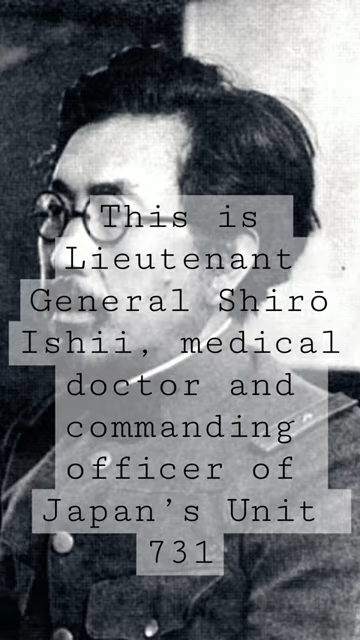 This is
Lieutenant
General Shirō
Ishii, medical
doctor and
commanding
officer of
Japan's Unit
731